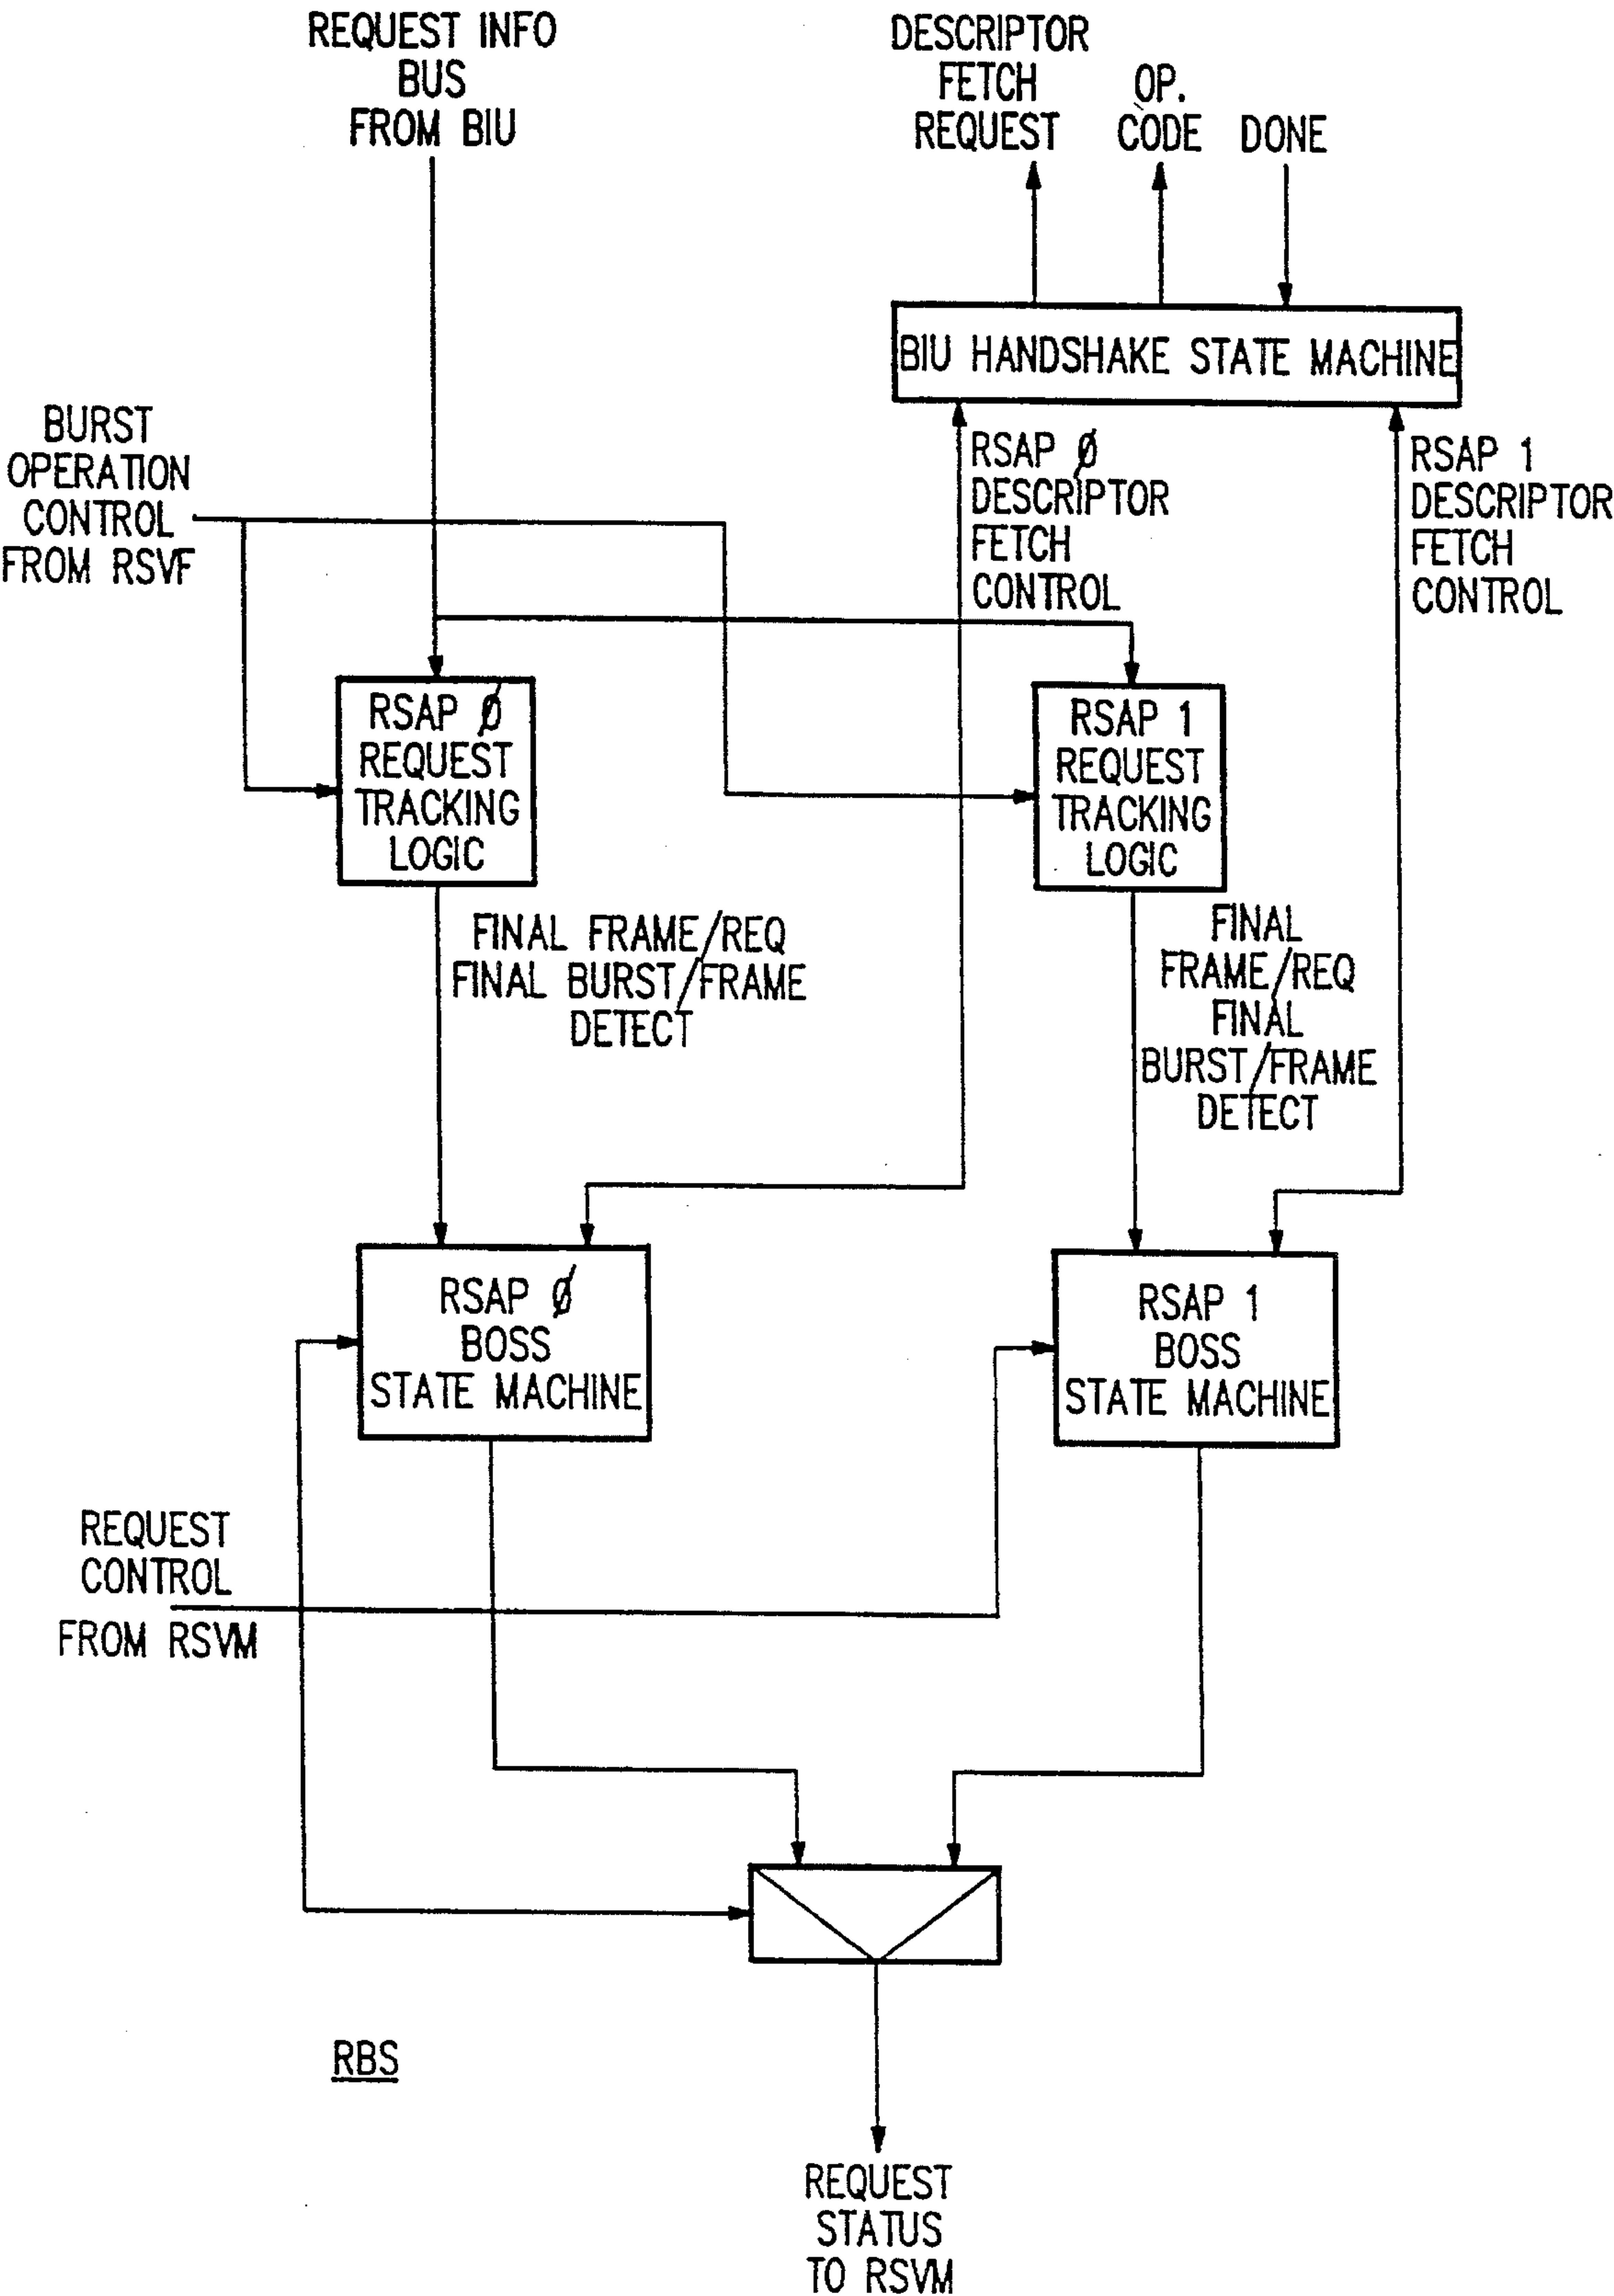 REQUEST INFO
BUS
FROM BIU
DESCRIPTOR
FETCH
REQUEST
OP.
CODE
DONE
BIU HANDSHAKE STATE MACHINE
BURST
OPERATION
CONTROL
FROM RSVF
RSAP Ø
DESCRIPTOR
FETCH
CONTROL
RSAP 1
DESCRIPTOR
FETCH
CONTROL
RSAP Ø
REQUEST
TRACKING
LOGIC
RSAP 1
REQUEST
TRACKING
LOGIC
FINAL FRAME/REQ
FINAL BURST/FRAME
DETECT
FINAL
FRAME/REQ
FINAL
BURST/FRAME
DETECT
RSAP Ø
BOSS
STATE MACHINE
RSAP 1
BOSS
STATE MACHINE
REQUEST
CONTROL
FROM RSVM
RBS
REQUEST
STATUS
TO RSVM